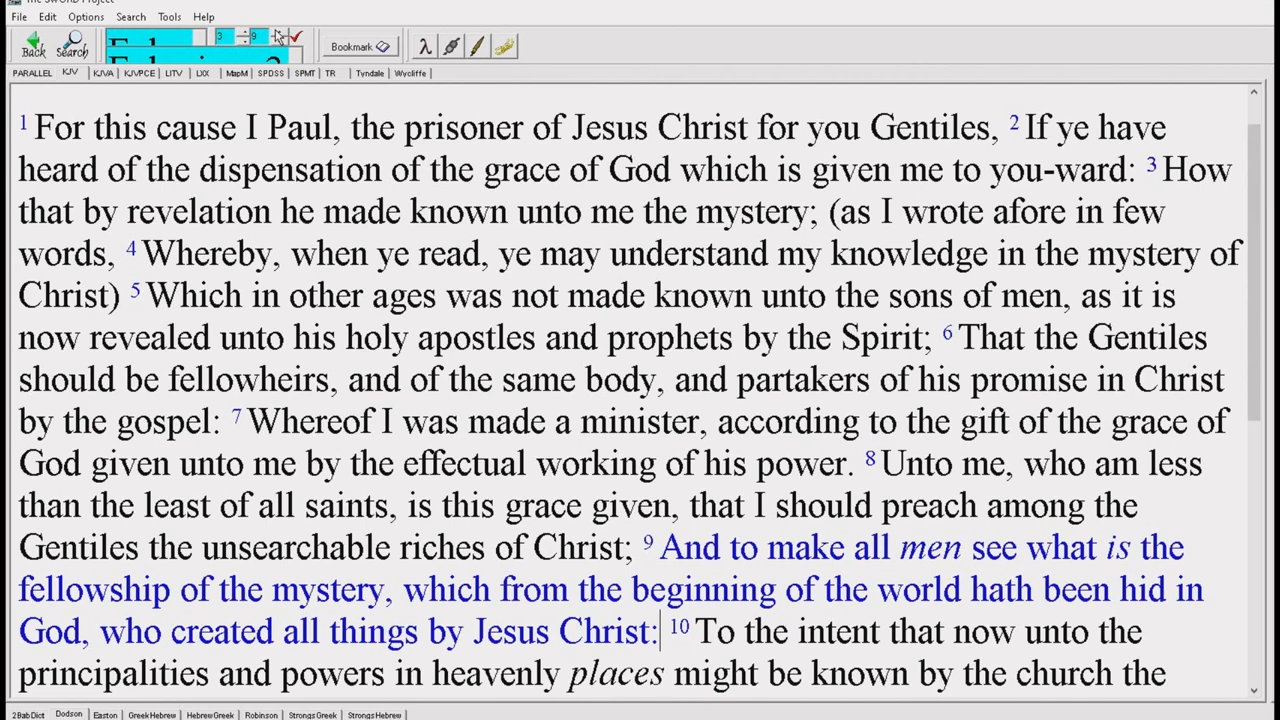 The SWORD Project
File Edit Options Search Tools Help
Back Search 3 9 Bookmark λ
PARALLEL KJV KJVA KJVPCE LITV LXX MapM SPDSS SPMT TR Tyndale Wycliffe
1 For this cause I Paul, the prisoner of Jesus Christ for you Gentiles, 2 If ye have
heard of the dispensation of the grace of God which is given me to you-ward: 3 How
that by revelation he made known unto me the mystery; (as I wrote afore in few
words, 4 Whereby, when ye read, ye may understand my knowledge in the mystery of
Christ) 5 Which in other ages was not made known unto the sons of men, as it is
now revealed unto his holy apostles and prophets by the Spirit; 6 That the Gentiles
should be fellowheirs, and of the same body, and partakers of his promise in Christ
by the gospel: 7 Whereof I was made a minister, according to the gift of the grace of
God given unto me by the effectual working of his power. 8 Unto me, who am less
than the least of all saints, is this grace given, that I should preach among the
Gentiles the unsearchable riches of Christ; 9 And to make all men see what is the
fellowship of the mystery, which from the beginning of the world hath been hid in
God, who created all things by Jesus Christ: 10 To the intent that now unto the
principalities and powers in heavenly places might be known by the church the
2BabDict Dodson Easton GreekHebrew HebrewGreek Robinson StrongsGreek StrongsHebrew